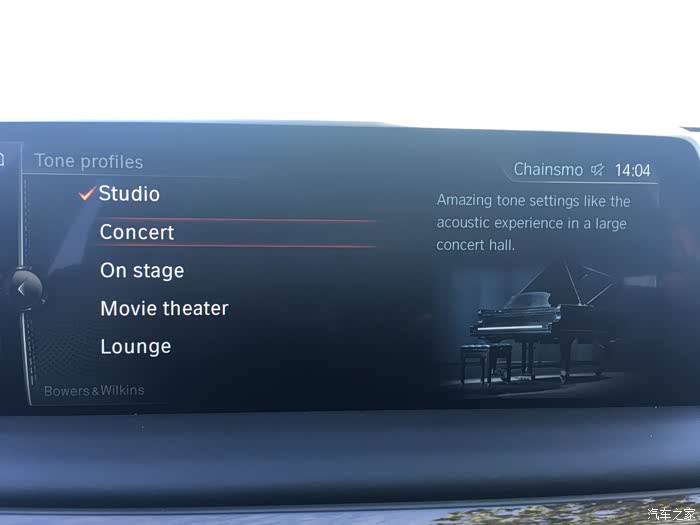 Tone profiles
Chainsmo 14:04
Studio
Concert
On stage
Movie theater
Lounge
Amazing tone settings like the
acoustic experience in a large
concert hall.
Bowers & Wilkins
汽车之家